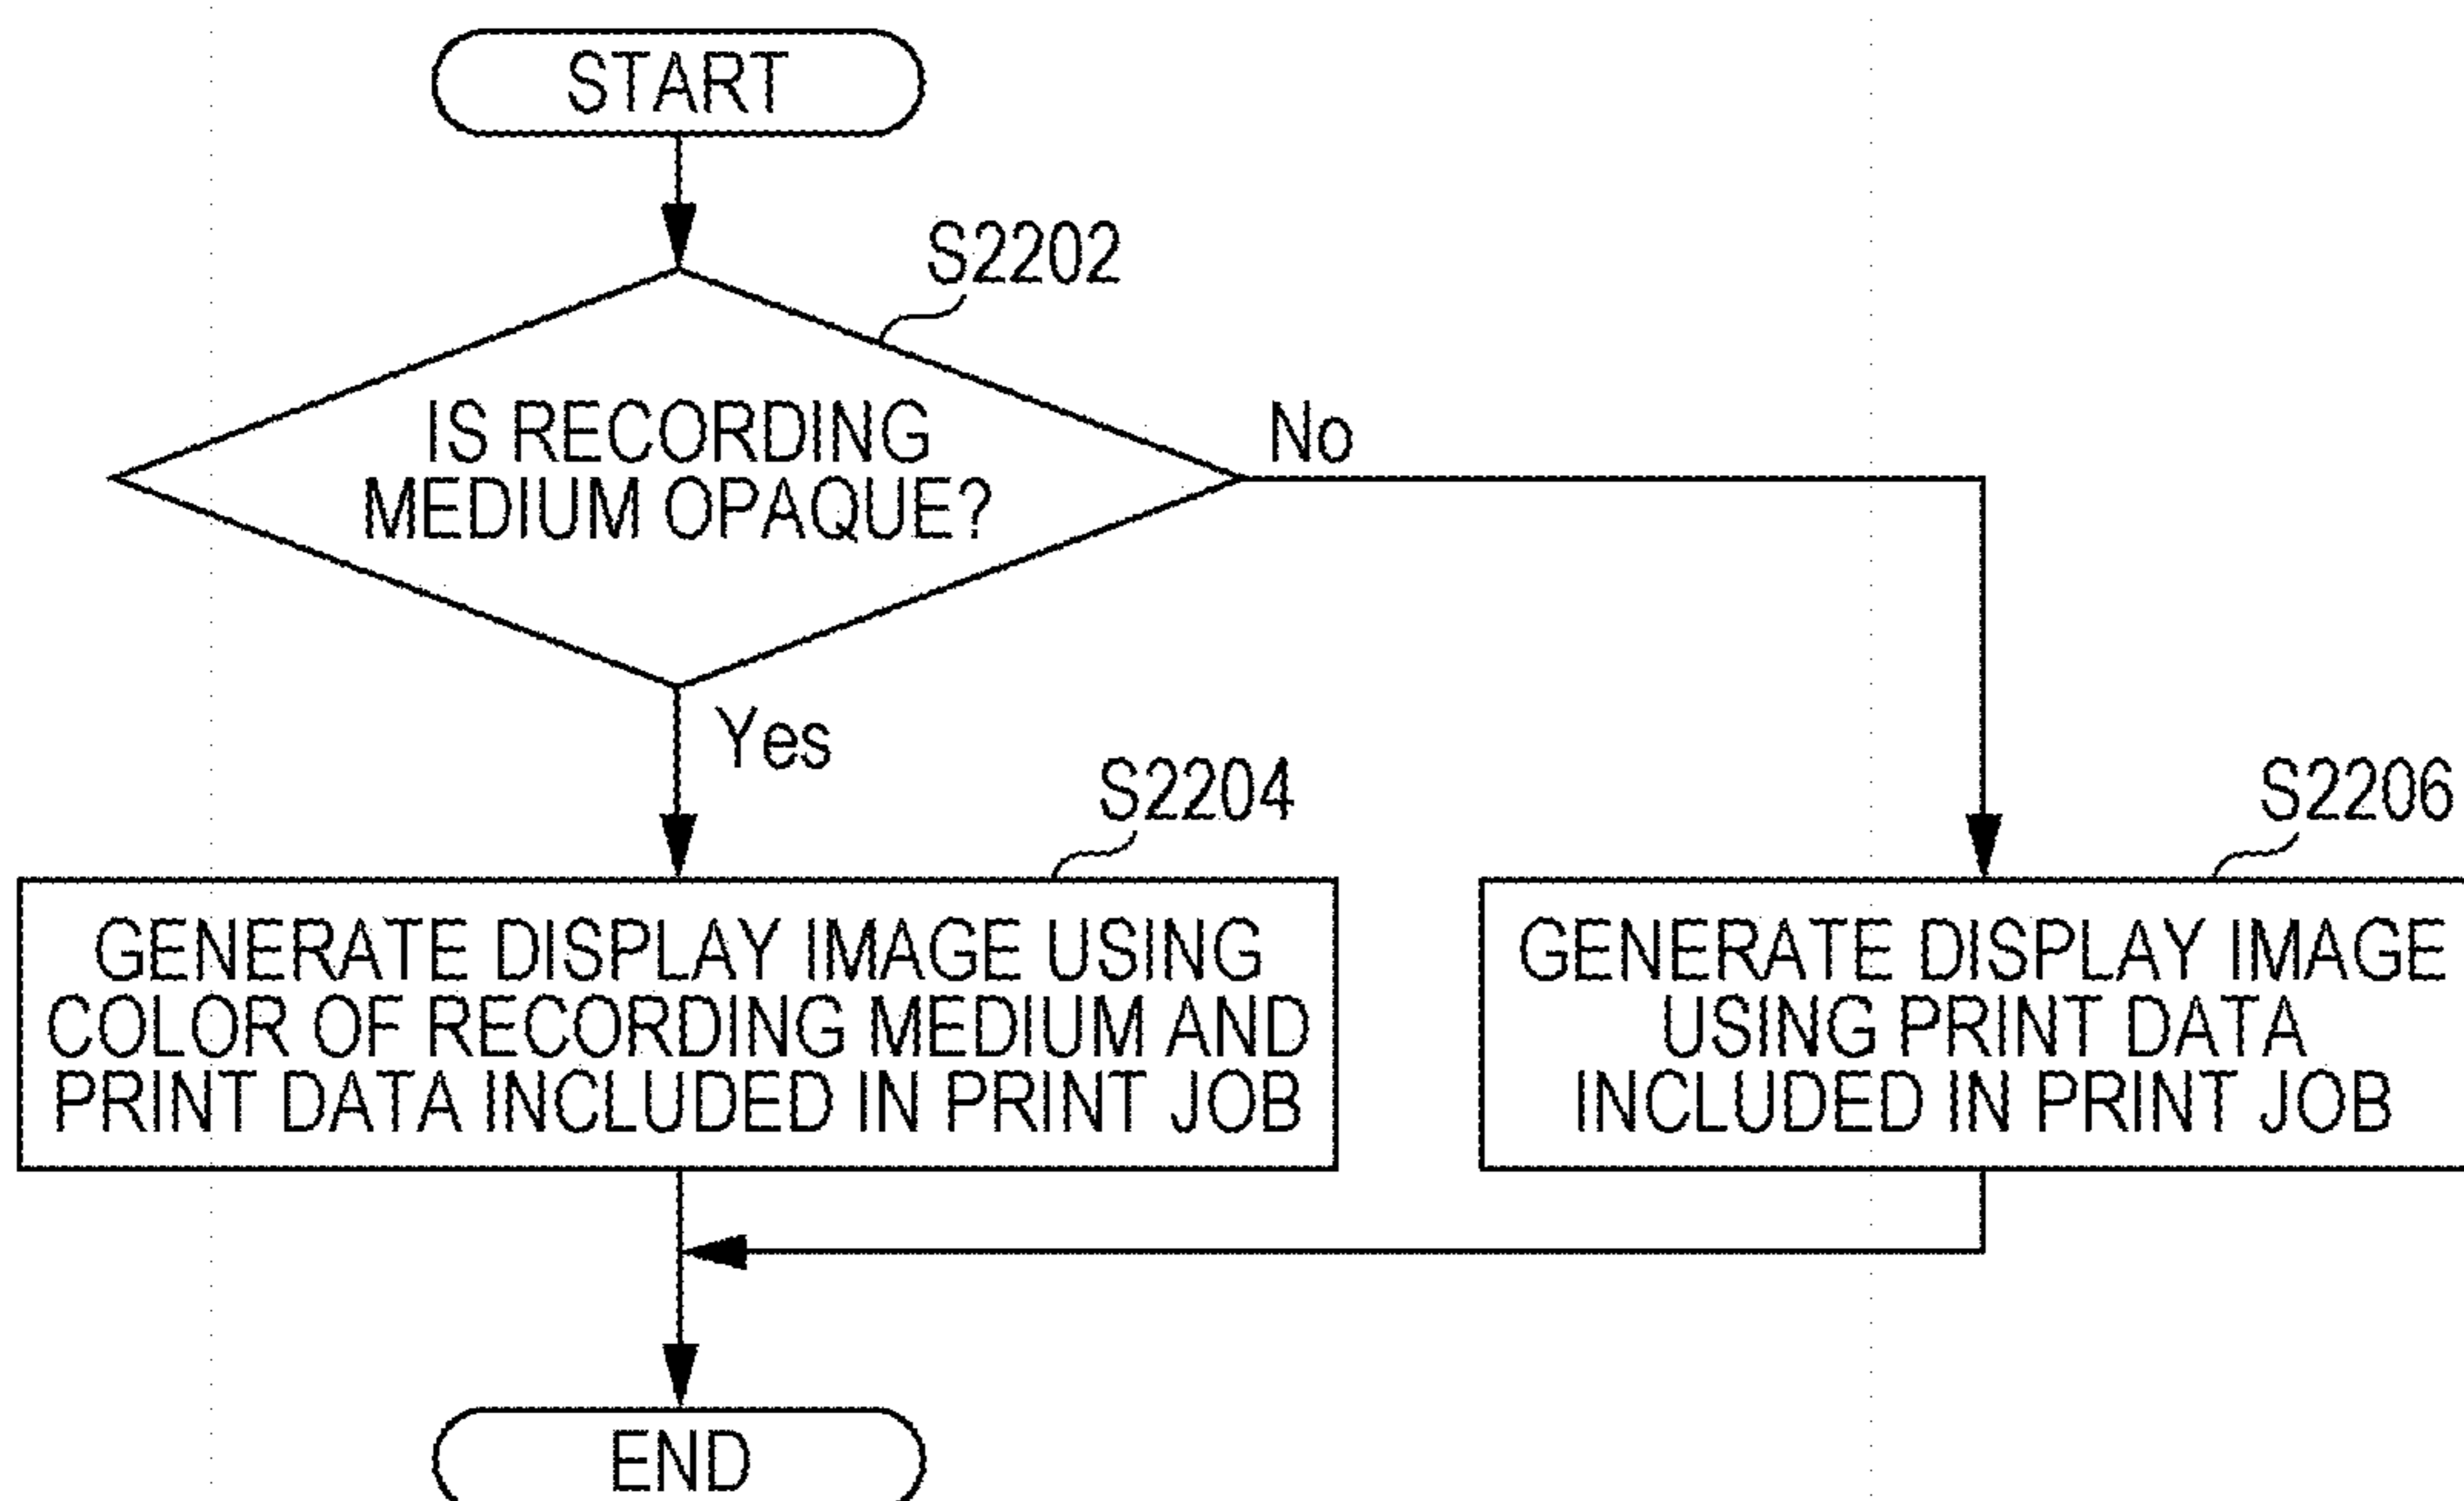 START
S2202
IS RECORDING
MEDIUM OPAQUE?
No
Yes
S2204
S2206
GENERATE DISPLAY IMAGE USING
COLOR OF RECORDING MEDIUM AND
PRINT DATA INCLUDED IN PRINT JOB
GENERATE DISPLAY IMAGE
USING PRINT DATA
INCLUDED IN PRINT JOB
END